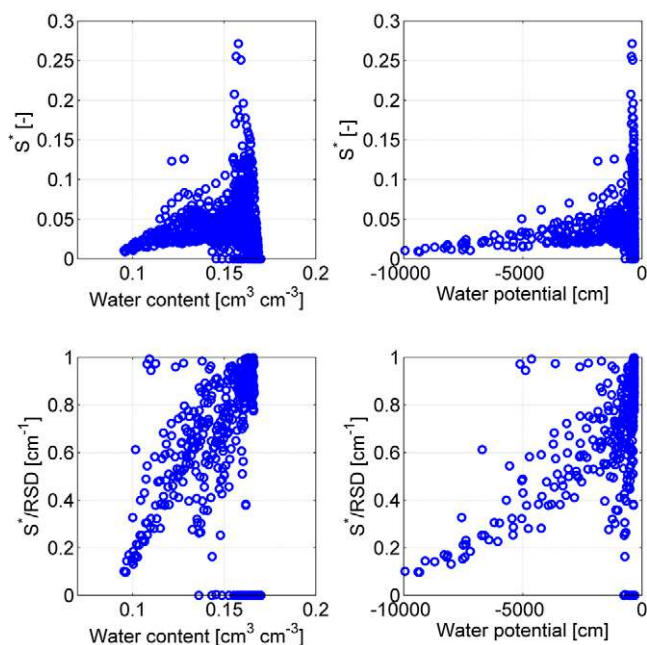 0.3
0.25
0.2
0.15
0.1
0.05
0
S* [-]
0.1 0.15 0.2
Water content [cm³ cm⁻³]
0.3
0.25
0.2
0.15
0.1
0.05
0
S* [-]
-10000 -5000 0
Water potential [cm]
1
0.8
0.6
0.4
0.2
0
S*/RSD [cm⁻¹]
0.1 0.15 0.2
Water content [cm³ cm⁻³]
1
0.8
0.6
0.4
0.2
0
S*/RSD [cm⁻¹]
-10000 -5000 0
Water potential [cm]